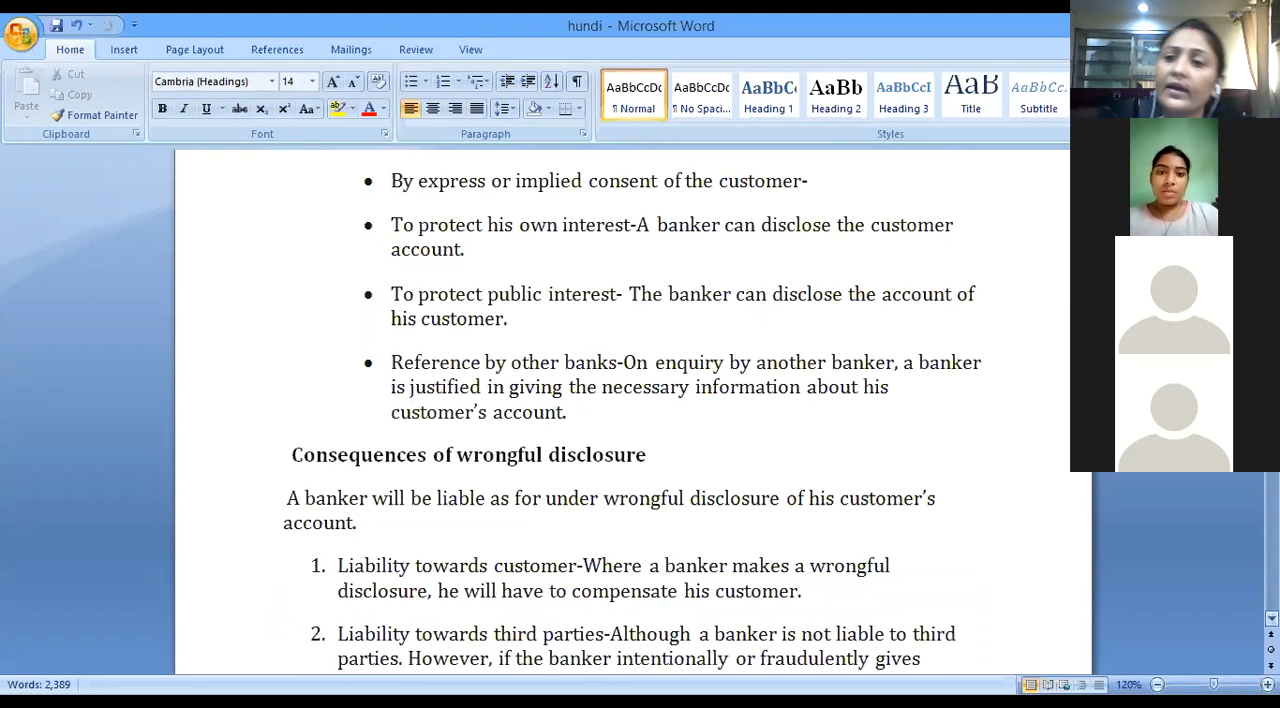 hundi - Microsoft Word
Home Insert Page Layout References Mailings Review View
Paste
Cut
Copy
Format Painter
Clipboard
Cambria (Headings) 14
Font
Paragraph
AaBbCcDc AaBbCcDc AaBbC AaBb AaBbCcI AaB AaBbCc
¶ Normal ¶ No Spaci... Heading 1 Heading 2 Heading 3 Title Subtitle
Styles
• By express or implied consent of the customer-
• To protect his own interest-A banker can disclose the customer
account.
• To protect public interest- The banker can disclose the account of
his customer.
• Reference by other banks-On enquiry by another banker, a banker
is justified in giving the necessary information about his
customer’s account.
Consequences of wrongful disclosure
A banker will be liable as for under wrongful disclosure of his customer’s
account.
1. Liability towards customer-Where a banker makes a wrongful
disclosure, he will have to compensate his customer.
2. Liability towards third parties-Although a banker is not liable to third
parties. However, if the banker intentionally or fraudulently gives
Words: 2,389
120%